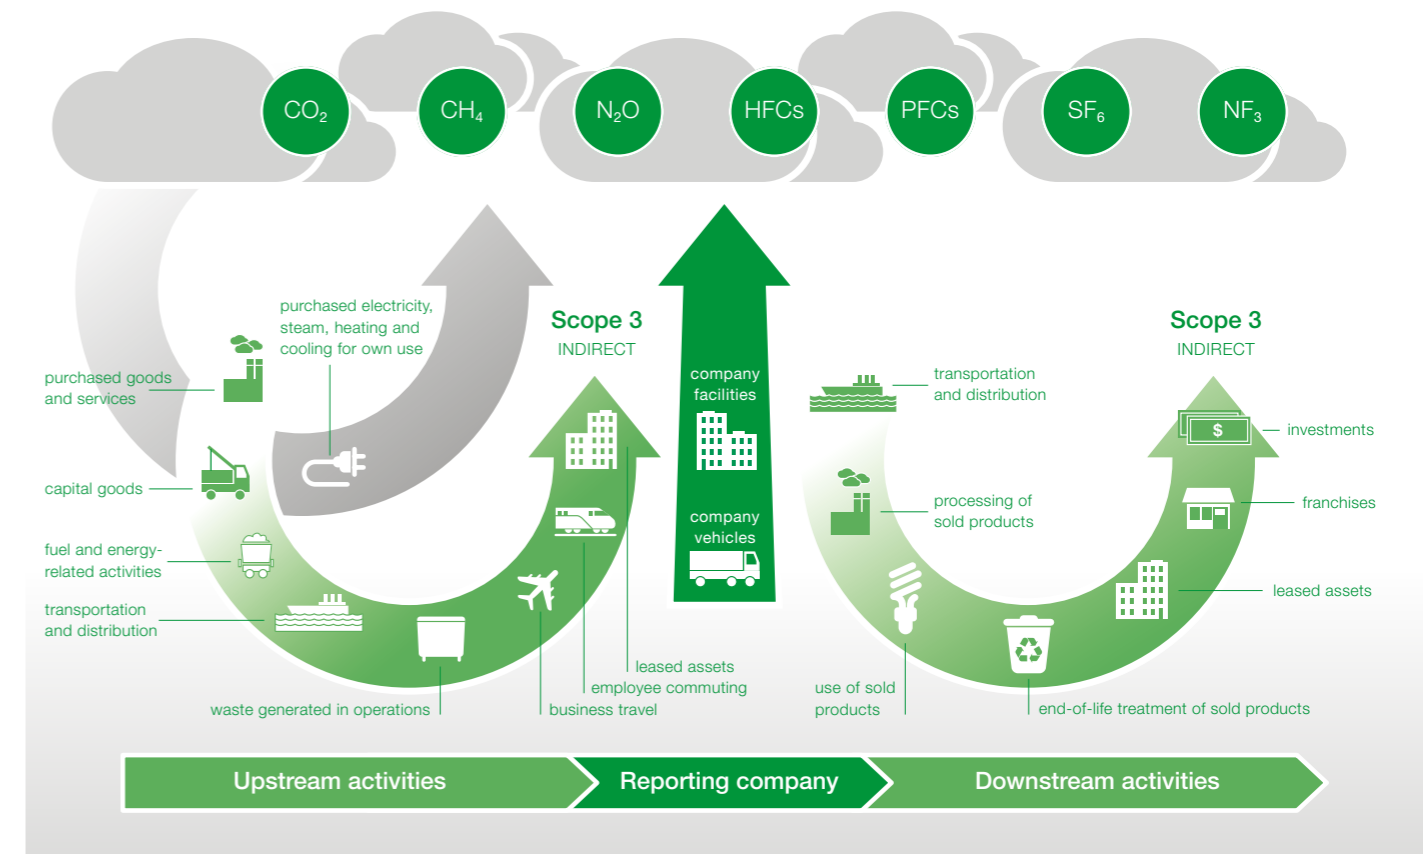 CO₂
CH₄
N₂O
HFCs
PFCs
SF₆
NF₃
purchased electricity,
steam, heating and
cooling for own use
Scope 3
INDIRECT
Scope 3
INDIRECT
purchased goods
and services
company
facilities
transportation
and distribution
$
investments
capital goods
processing of
sold products
franchises
company
vehicles
fuel and energy-
related activities
leased assets
transportation
and distribution
leased assets
employee commuting
business travel
waste generated in operations
use of sold
products
end-of-life treatment of sold products
Upstream activities
Reporting company
Downstream activities